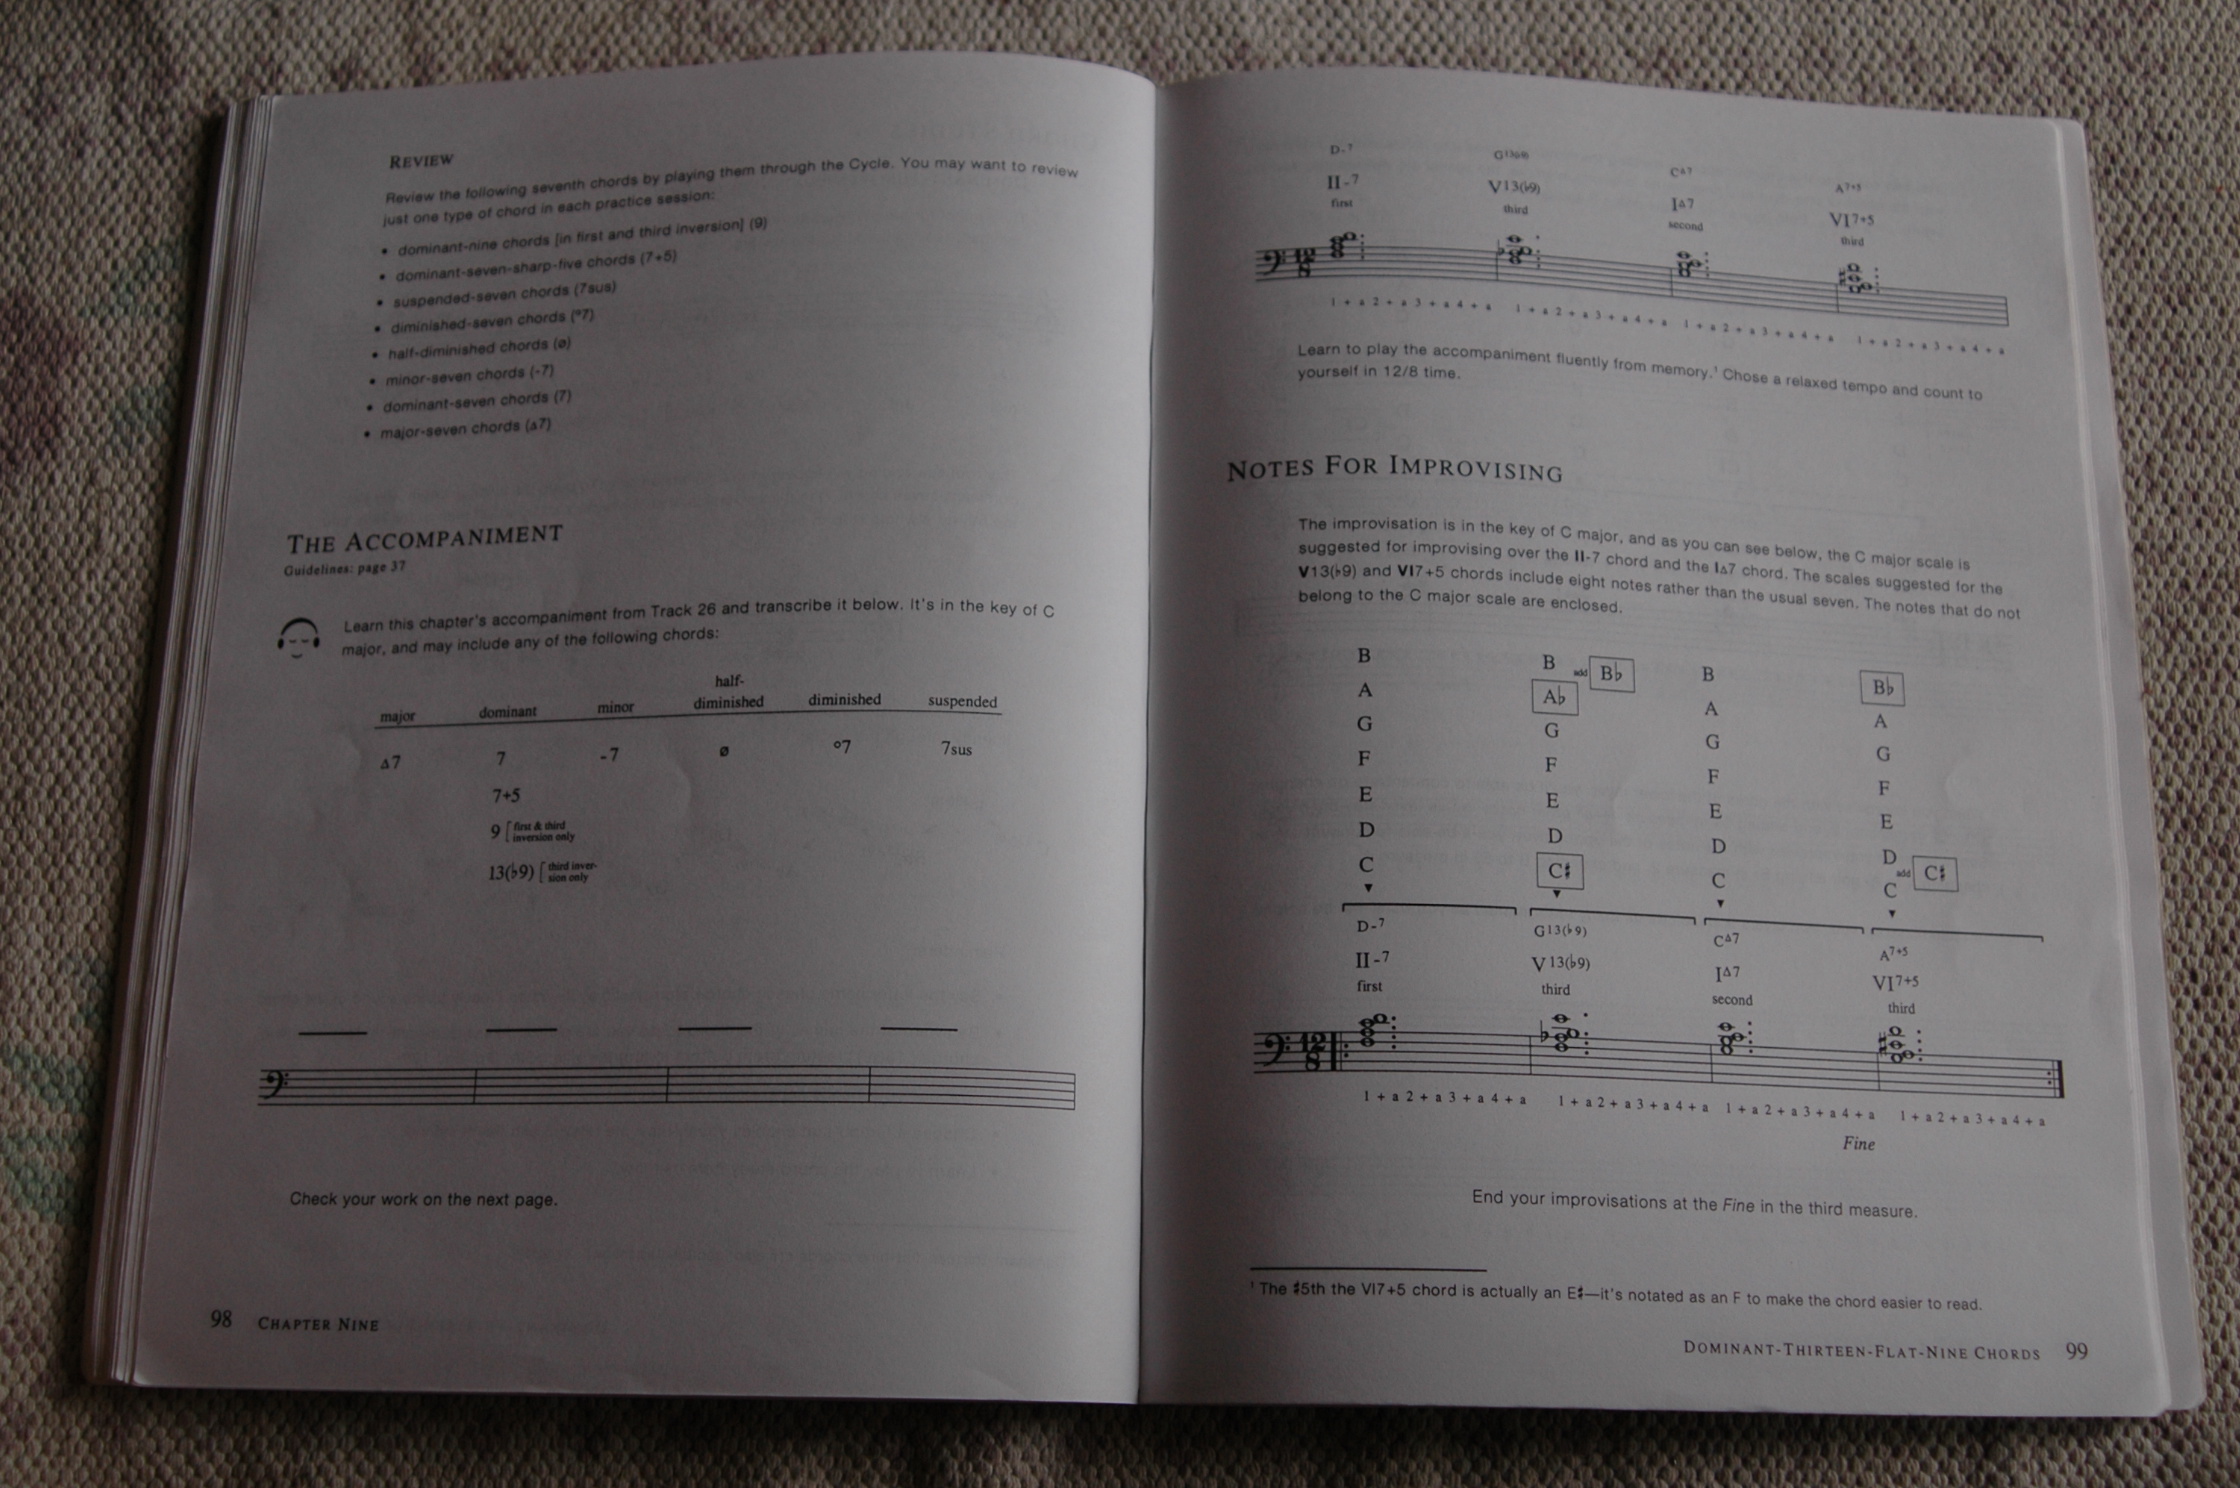 REVIEW
Review the following seventh chords by playing them through the Cycle. You may want to review
just one type of chord in each practice session:
• dominant-nine chords [in first and third inversion] (9)
• dominant-seven-sharp-five chords (7+5)
• suspended-seven chords (7sus)
• diminished-seven chords (°7)
• half-diminished chords (ø)
• minor-seven chords (-7)
• dominant-seven chords (7)
• major-seven chords (▵7)
THE ACCOMPANIMENT
Guidelines: page 37
Learn this chapter's accompaniment from Track 26 and transcribe it below. It's in the key of C
major, and may include any of the following chords:
half-
major dominant minor diminished diminished suspended
▵7 7 -7 ø °7 7sus
7+5
9 [first & third
inversion only
13(♭9) [third inver-
sion only
Check your work on the next page.
98 CHAPTER NINE
D-7 G13(♭9) C▵7 A7+5
II-7 V13(♭9) I▵7 VI7+5
first third second third
12
8
1 + a 2 + a 3 + a 4 + a 1 + a 2 + a 3 + a 4 + a 1 + a 2 + a 3 + a 4 + a 1 + a 2 + a 3 + a 4 + a
Learn to play the accompaniment fluently from memory.¹ Chose a relaxed tempo and count to
yourself in 12/8 time.
NOTES FOR IMPROVISING
The improvisation is in the key of C major, and as you can see below, the C major scale is
suggested for improvising over the II-7 chord and the I▵7 chord. The scales suggested for the
V13(♭9) and VI7+5 chords include eight notes rather than the usual seven. The notes that do not
belong to the C major scale are enclosed.
B B add B♭ B B♭
A A♭ A A
G G G G
F F F F
E E E E
D D D D add C♯
C C♯ C C
D-7 G13(♭9) C▵7 A7+5
II-7 V13(♭9) I▵7 VI7+5
first third second third
12
8
1 + a 2 + a 3 + a 4 + a 1 + a 2 + a 3 + a 4 + a 1 + a 2 + a 3 + a 4 + a 1 + a 2 + a 3 + a 4 + a
Fine
End your improvisations at the Fine in the third measure.
¹ The ♯5th the VI7+5 chord is actually an E♯—it's notated as an F to make the chord easier to read.
DOMINANT-THIRTEEN-FLAT-NINE CHORDS 99